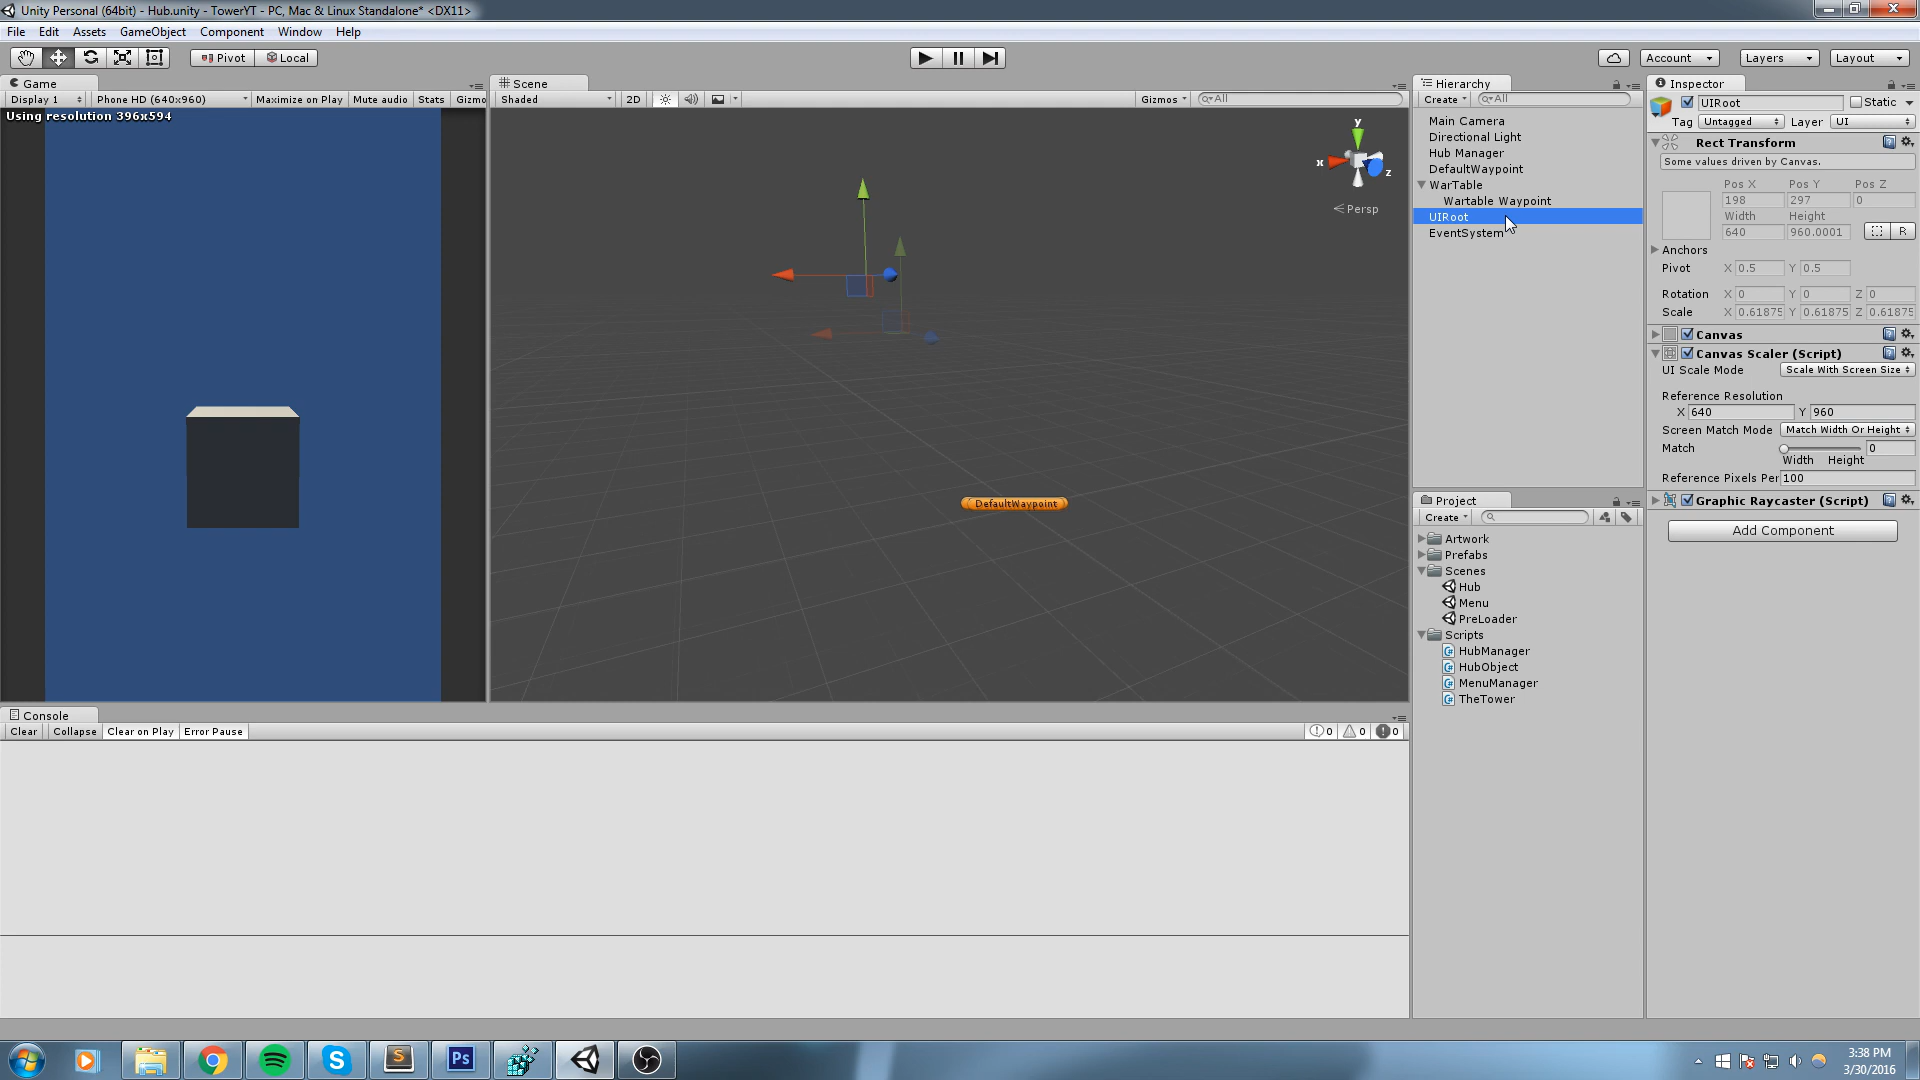 Unity Personal (64bit) - Hub.unity - TowerYT - PC, Mac & Linux Standalone* <DX11>
File Edit Assets GameObject Component Window Help
Pivot Local Account Layers Layout
Game Scene Hierarchy Inspector
Display 1 Phone HD (640x960) Maximize on Play Mute audio Stats Gizmo
Shaded 2D Gizmos All
Create All
Using resolution 396x594
y
x
z
Persp
DefaultWaypoint
Main Camera
Directional Light
Hub Manager
DefaultWaypoint
WarTable
Wartable Waypoint
UIRoot
EventSystem
UIRoot Static
Tag Untagged Layer UI
Rect Transform
Some values driven by Canvas.
Pos X Pos Y Pos Z
198 297 0
Width Height
640 960.0001 R
Anchors
Pivot X 0.5 Y 0.5
Rotation X 0 Y 0 Z 0
Scale X 0.61875 Y 0.61875 Z 0.61875
Canvas
Canvas Scaler (Script)
UI Scale Mode Scale With Screen Size
Reference Resolution
X 640 Y 960
Screen Match Mode Match Width Or Height
Match 0
Width Height
Reference Pixels Per 100
Graphic Raycaster (Script)
Add Component
Project
Create
Artwork
Prefabs
Scenes
Hub
Menu
PreLoader
Scripts
HubManager
HubObject
MenuManager
TheTower
Console
Clear Collapse Clear on Play Error Pause 0 0 0
S S Ps
3:38 PM
3/30/2016